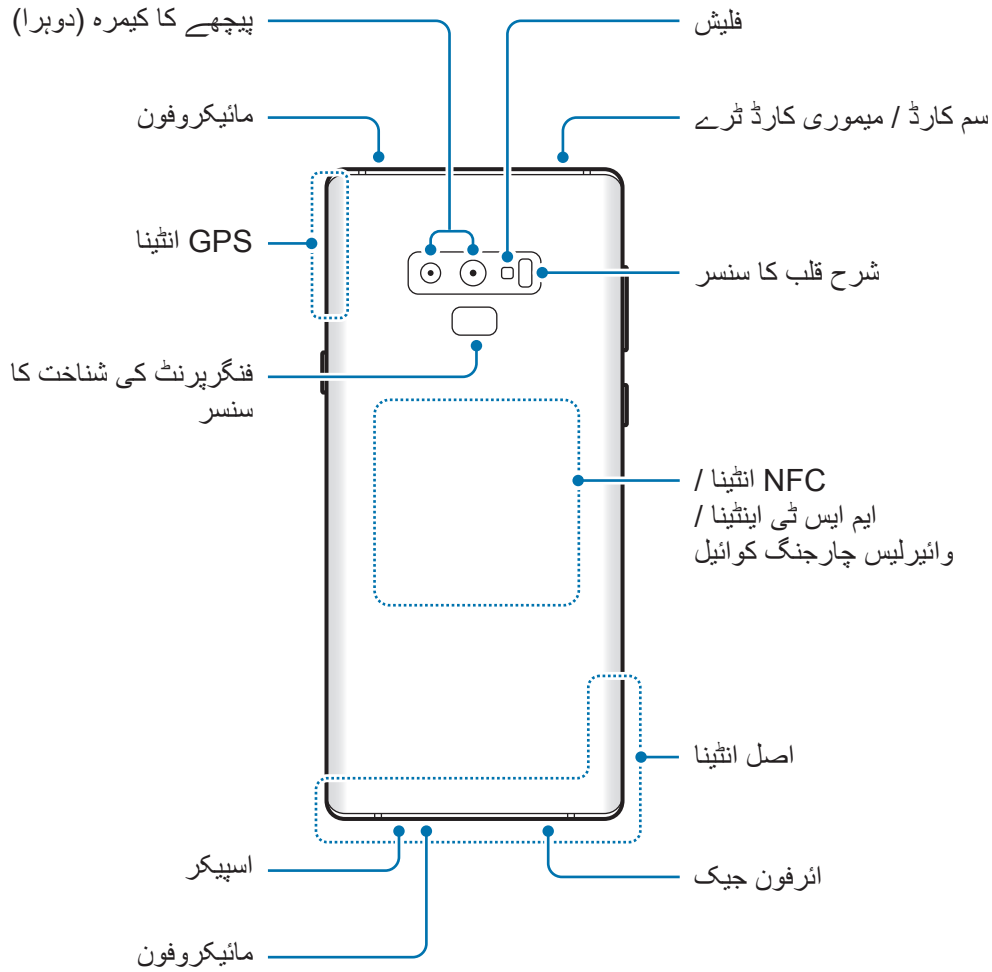 فلیش
پیچھے کا کیمرہ (دوہرا)
سم کارڈ / میموری کارڈ ٹرے
مائیکروفون
GPS انٹینا
شرح قلب کا سنسر
فنگرپرنٹ کی شناخت کا
سنسر
NFC انٹینا /
ایم ایس ٹی اینٹینا /
وائیرلیس چارجنگ کوائیل
اصل انٹینا
ائرفون جیک
اسپیکر
مائیکروفون